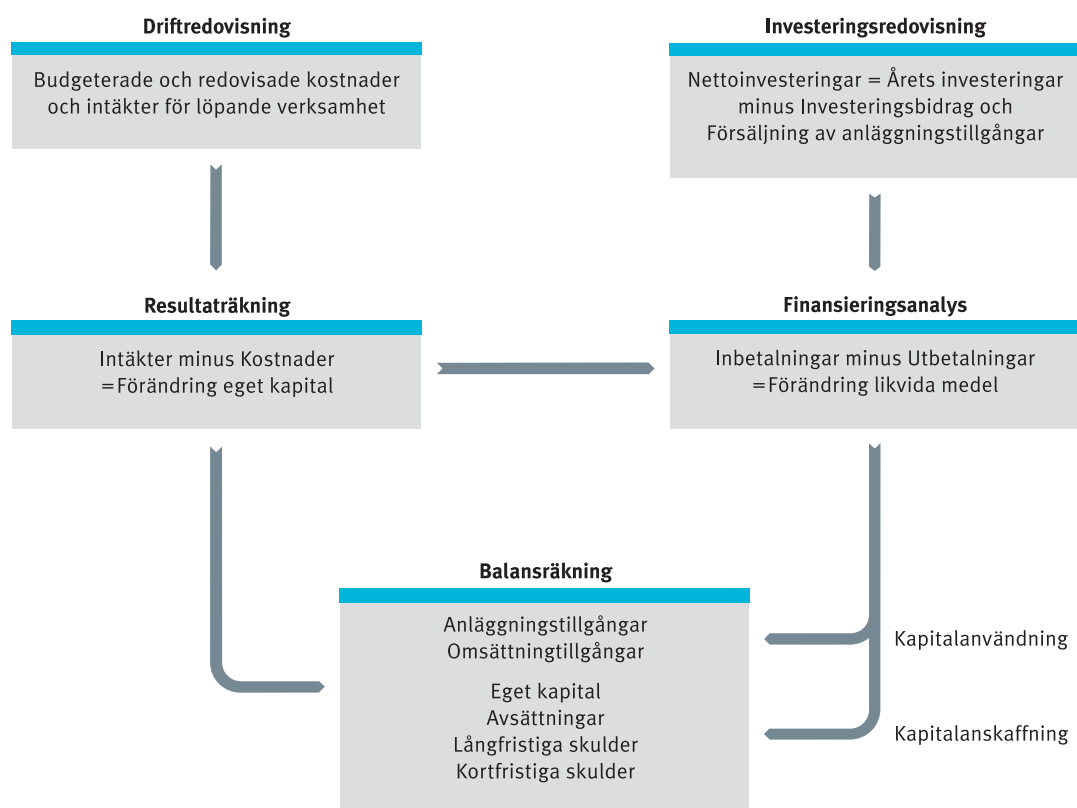 Driftredovisning
Budgeterade och redovisade kostnader
och intäkter för löpande verksamhet
Investeringsredovisning
Nettoinvesteringar = Årets investeringar
minus Investeringsbidrag och
Försäljning av anläggningstillgångar
Resultaträkning
Intäkter minus Kostnader
=Förändring eget kapital
Finansieringsanalys
Inbetalningar minus Utbetalningar
=Förändring likvida medel
Balansräkning
Anläggningstillgångar
Omsättningtillgångar
Eget kapital
Avsättningar
Långfristiga skulder
Kortfristiga skulder
Kapitalanvändning
Kapitalanskaffning